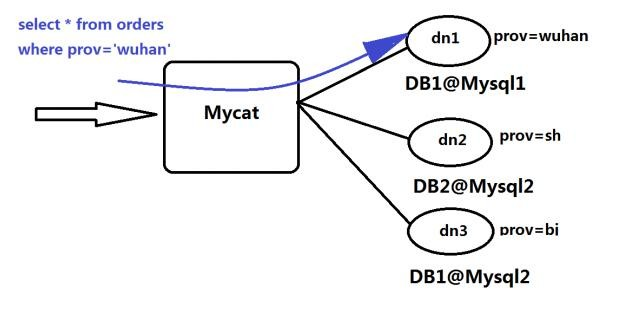 select * from orders
where prov='wuhan'
Mycat
dn1
prov=wuhan
DB1@Mysql1
dn2
prov=sh
DB2@Mysql2
dn3
prov=bi
DB1@Mysql2